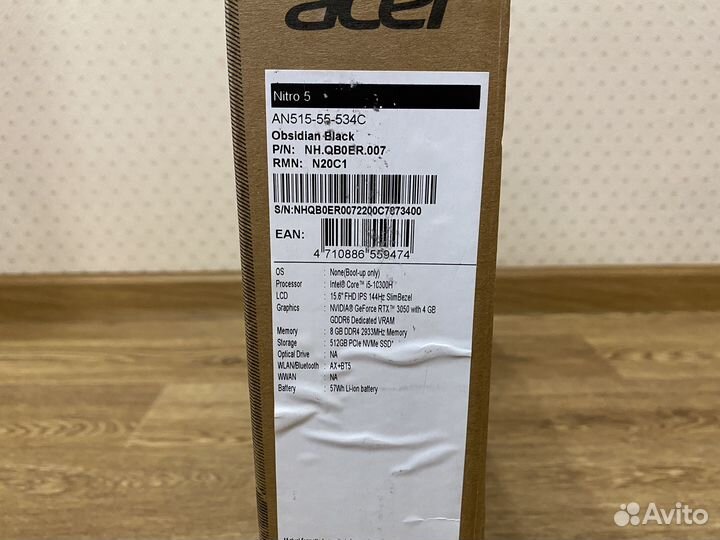 acer
Nitro 5
AN515-55-534C
Obsidian Black
P/N: NH.QB0ER.007
RMN: N20C1
S/N:NHQB0ER0072200C7873400
EAN:
4 710886 559474
OS : None(Boot-up only)
Processor : Intel® Core™ i5-10300H
LCD : 15.6" FHD IPS 144Hz SlimBezel
Graphics : NVIDIA® GeForce RTX™ 3050 with 4 GB
GDDR6 Dedicated VRAM
Memory : 8 GB DDR4 2933MHz Memory
Storage : 512GB PCIe NVMe SSD*
Optical Drive : NA
WLAN/Bluetooth : AX+BT5
WWAN : NA
Battery : 57Wh Li-ion battery
Avito